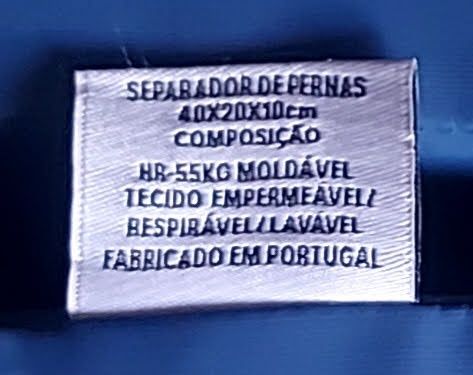 SEPARADOR DE PERNAS
40X20X10cm
COMPOSIÇÃO
HR-55KG MOLDÁVEL
TECIDO EMPERMEÁVEL/
RESPIRÁVEL/LAVÁVEL
FABRICADO EM PORTUGAL